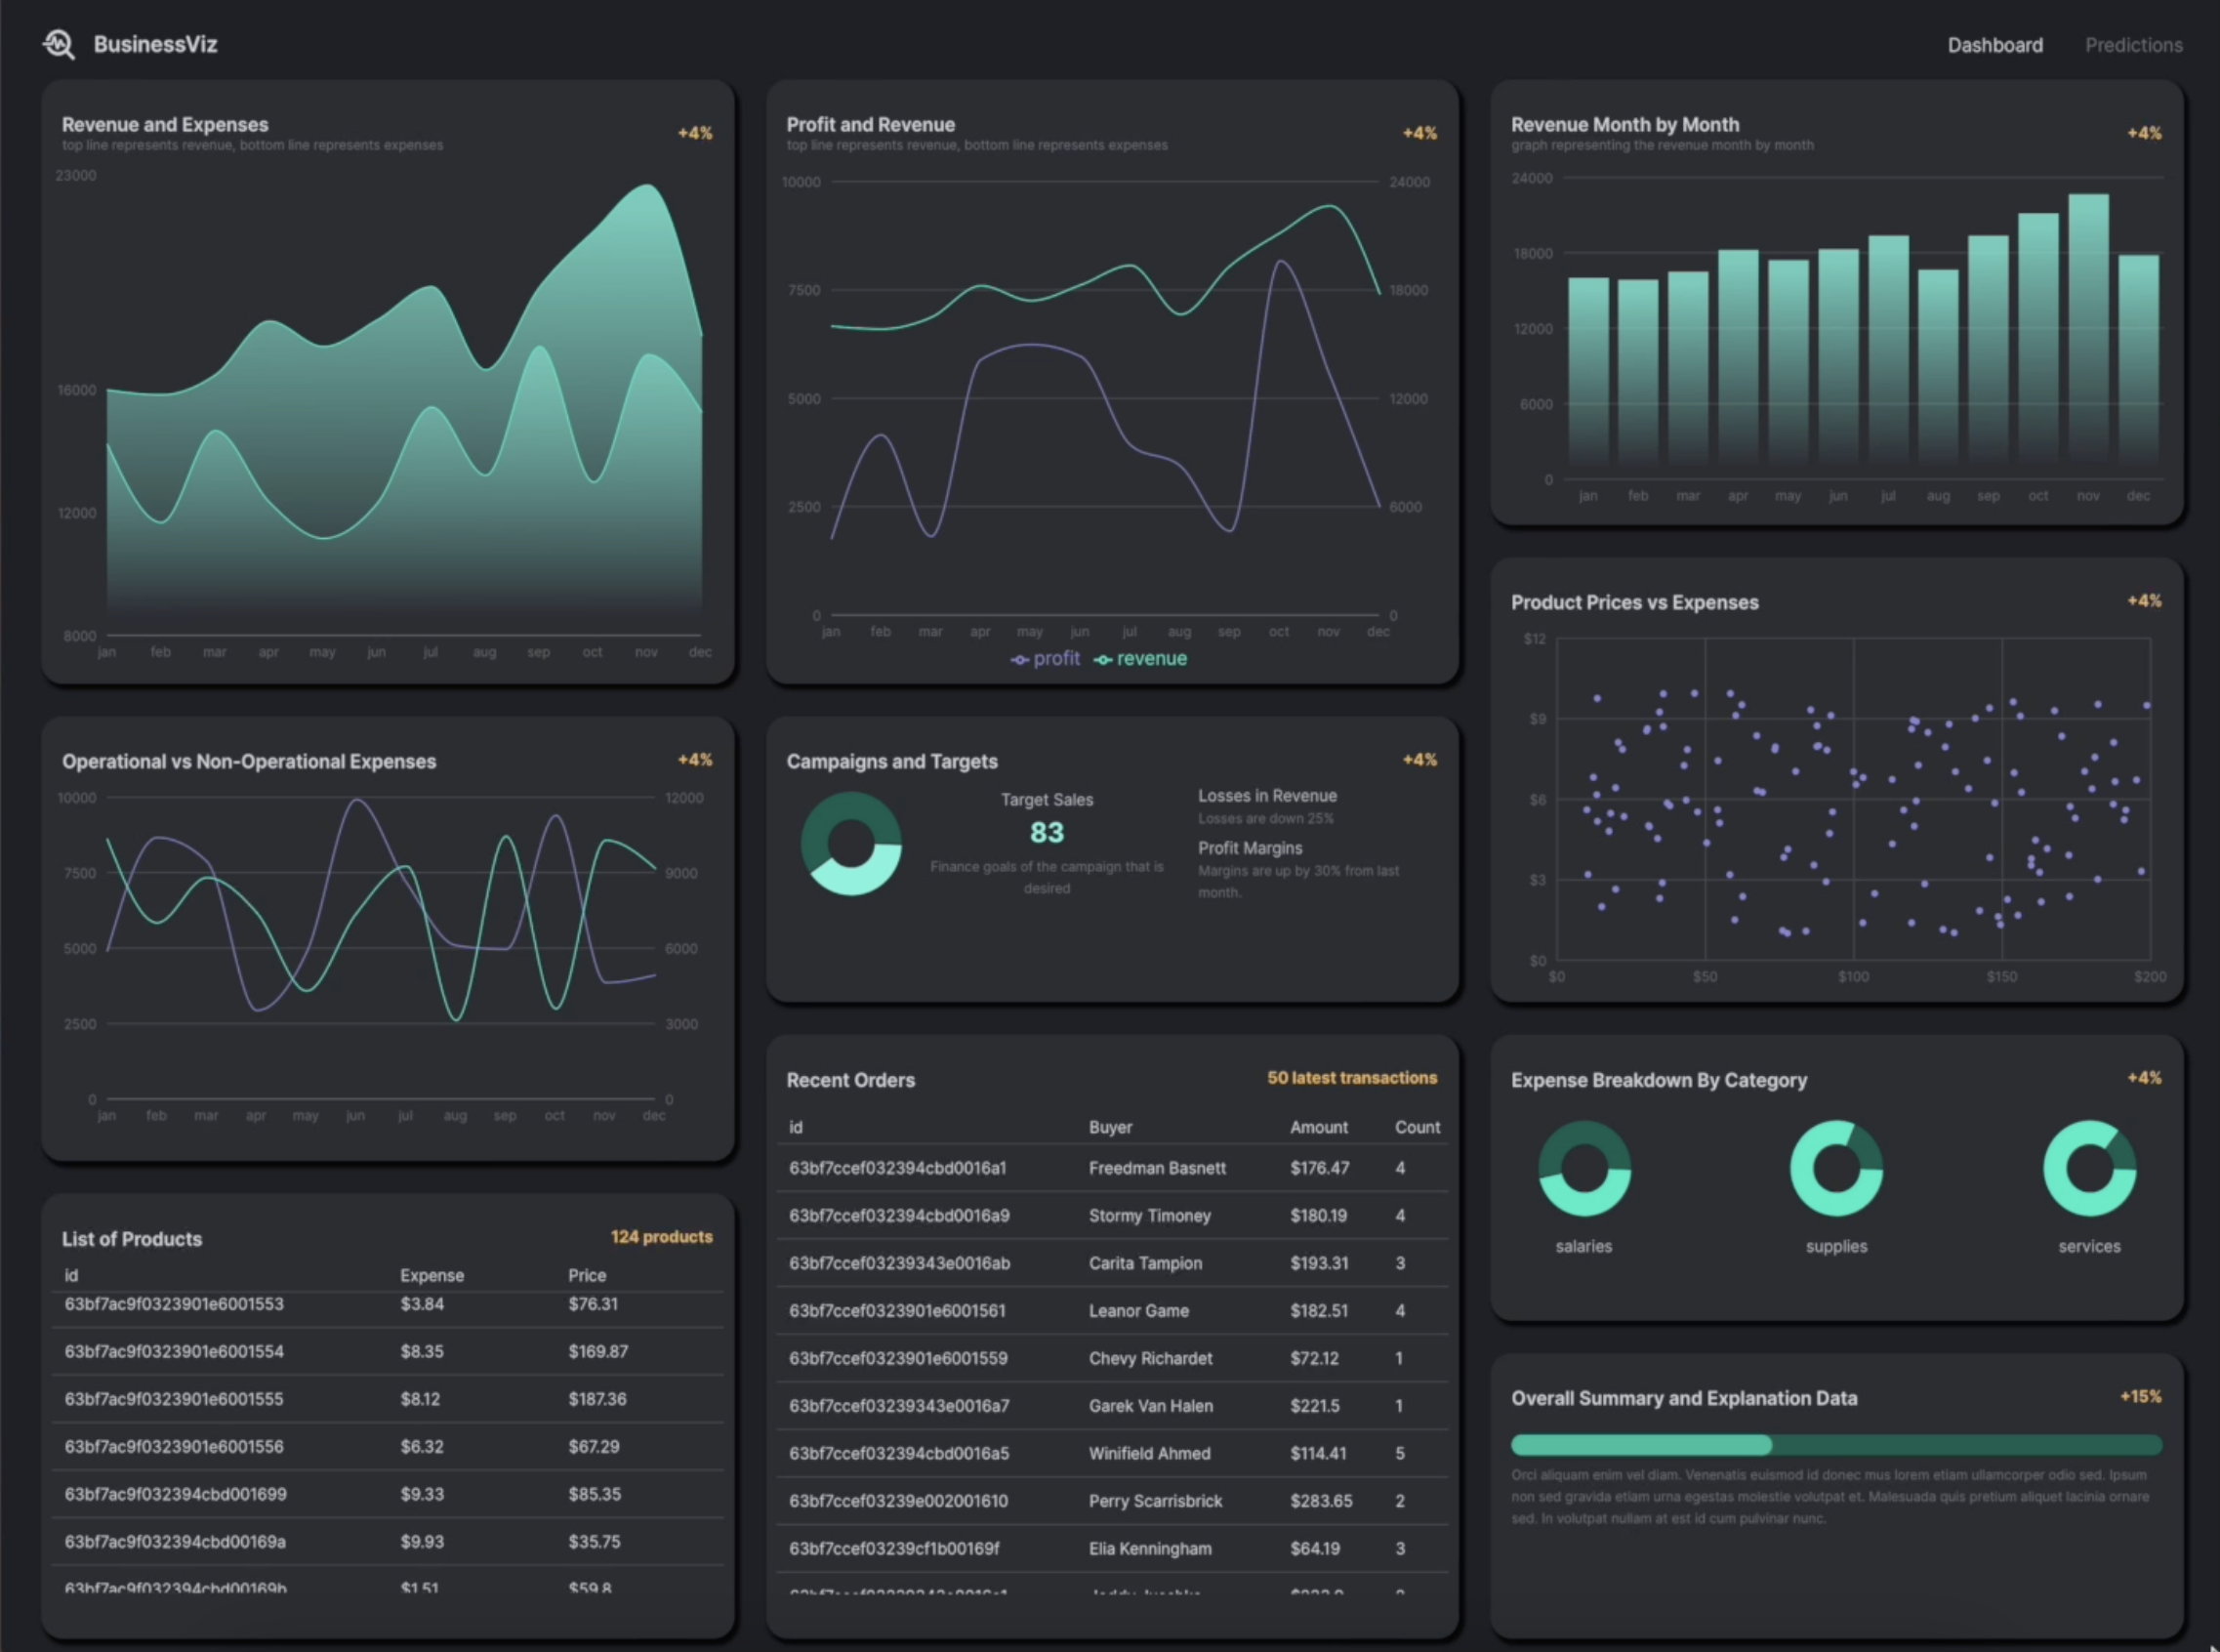 BusinessViz
Dashboard
Predictions
Revenue and Expenses
top line represents revenue, bottom line represents expenses
+4%
23000
16000
12000
8000
jan feb mar apr may jun jul aug sep oct nov dec
Profit and Revenue
top line represents revenue, bottom line represents expenses
+4%
10000 24000
7500 18000
5000 12000
2500 6000
0 0
jan feb mar apr may jun jul aug sep oct nov dec
profit revenue
Revenue Month by Month
graph representing the revenue month by month
+4%
24000
18000
12000
6000
0
jan feb mar apr may jun jul aug sep oct nov dec
Operational vs Non-Operational Expenses
+4%
10000 12000
7500 9000
5000 6000
2500 3000
0 0
jan feb mar apr may jun jul aug sep oct nov dec
Campaigns and Targets
+4%
Target Sales
83
Finance goals of the campaign that is
desired
Losses in Revenue
Losses are down 25%
Profit Margins
Margins are up by 30% from last
month.
Product Prices vs Expenses
+4%
$12
$9
$6
$3
$0
$0 $50 $100 $150 $200
List of Products
124 products
id Expense Price
63bf7ac9f0323901e6001553 $3.84 $76.31
63bf7ac9f0323901e6001554 $8.35 $169.87
63bf7ac9f0323901e6001555 $8.12 $187.36
63bf7ac9f0323901e6001556 $6.32 $67.29
63bf7ac9f032394cbd001699 $9.33 $85.35
63bf7ac9f032394cbd00169a $9.93 $35.75
63bf7ac9f032394cbd00169b $1.51 $59.8
Recent Orders
50 latest transactions
id Buyer Amount Count
63bf7ccef032394cbd0016a1 Freedman Basnett $176.47 4
63bf7ccef032394cbd0016a9 Stormy Timoney $180.19 4
63bf7ccef03239343e0016ab Carita Tampion $193.31 3
63bf7ccef0323901e6001561 Leanor Game $182.51 4
63bf7ccef0323901e6001559 Chevy Richardet $72.12 1
63bf7ccef03239343e0016a7 Garek Van Halen $221.5 1
63bf7ccef032394cbd0016a5 Winifield Ahmed $114.41 5
63bf7ccef03239e002001610 Perry Scarrisbrick $283.65 2
63bf7ccef03239cf1b00169f Elia Kenningham $64.19 3
Expense Breakdown By Category
+4%
salaries supplies services
Overall Summary and Explanation Data
+15%
Orci aliquam enim vel diam. Venenatis euismod id donec mus lorem etiam ullamcorper odio sed. Ipsum
non sed gravida etiam urna egestas molestie volutpat et. Malesuada quis pretium aliquet lacinia ornare
sed. In volutpat nullam at est id cum pulvinar nunc.